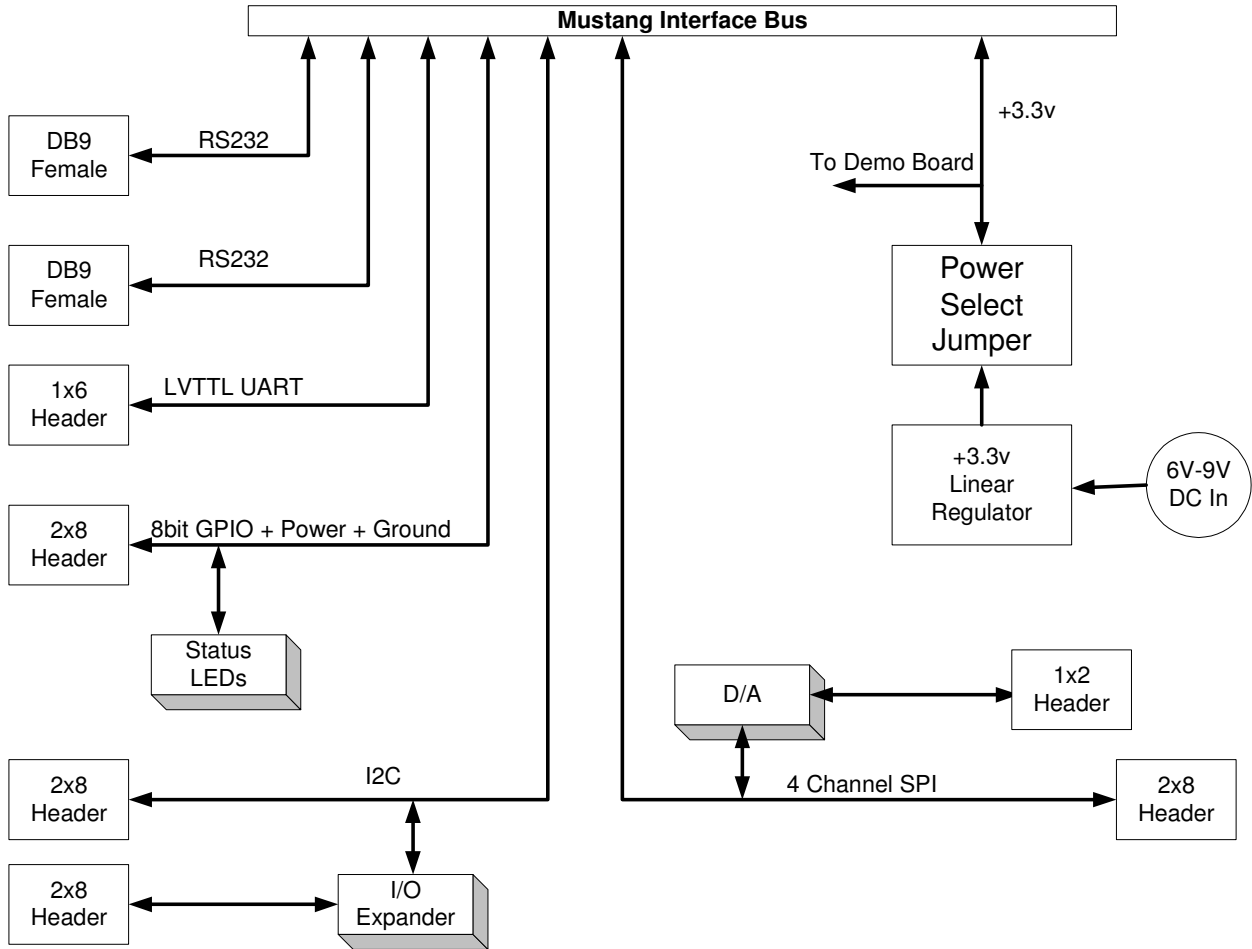 Mustang Interface Bus
DB9
Female
RS232
+3.3v
To Demo Board
DB9
Female
RS232
Power
Select
Jumper
1x6
Header
LVTTL UART
+3.3v
Linear
Regulator
6V-9V
DC In
2x8
Header
8bit GPIO + Power + Ground
Status
LEDs
D/A
1x2
Header
2x8
Header
I2C
4 Channel SPI
2x8
Header
2x8
Header
I/O
Expander